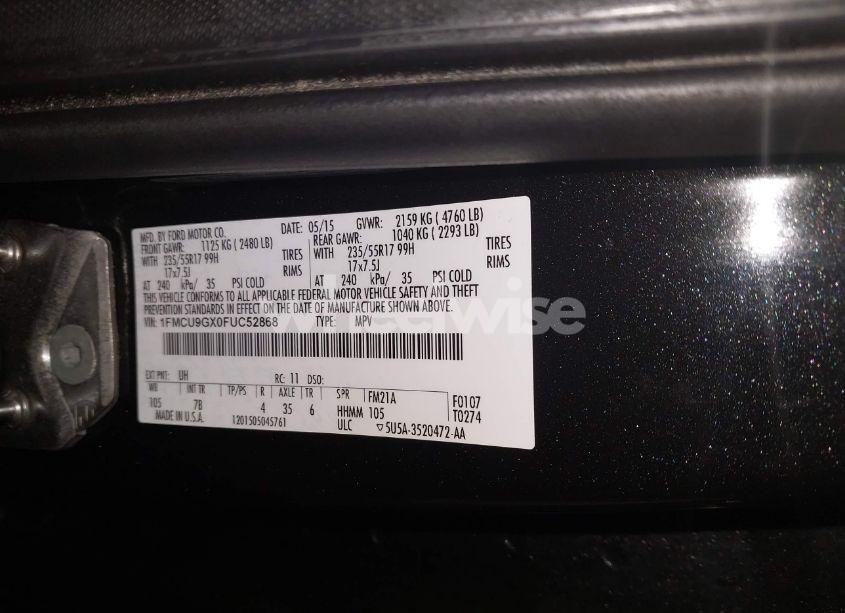 MFD. BY FORD MOTOR CO.
DATE: 05/15 GVWR: 2159 KG ( 4760 LB)
FRONT GAWR: 1125 KG ( 2480 LB) REAR GAWR: 1040 KG ( 2293 LB)
WITH 235/55R17 99H TIRES WITH 235/55R17 99H TIRES
17x7.5J RIMS 17x7.5J RIMS
AT 240 kPa/ 35 PSI COLD AT 240 kPa/ 35 PSI COLD
THIS VEHICLE CONFORMS TO ALL APPLICABLE FEDERAL MOTOR VEHICLE SAFETY AND THEFT
PREVENTION STANDARDS IN EFFECT ON THE DATE OF MANUFACTURE SHOWN ABOVE.
VIN: 1FMCU9GX0FUC52868 TYPE: MPV
wheelwise
EXT PNT: UH RC: 11 DSO:
WB INT TR TP/PS R AXLE TR SPR FM21A F0107
105 7B 4 35 6 HHMM 105 T0274
MADE IN U.S.A. 1201505045761 ULC ▽5U5A-3520472-AA